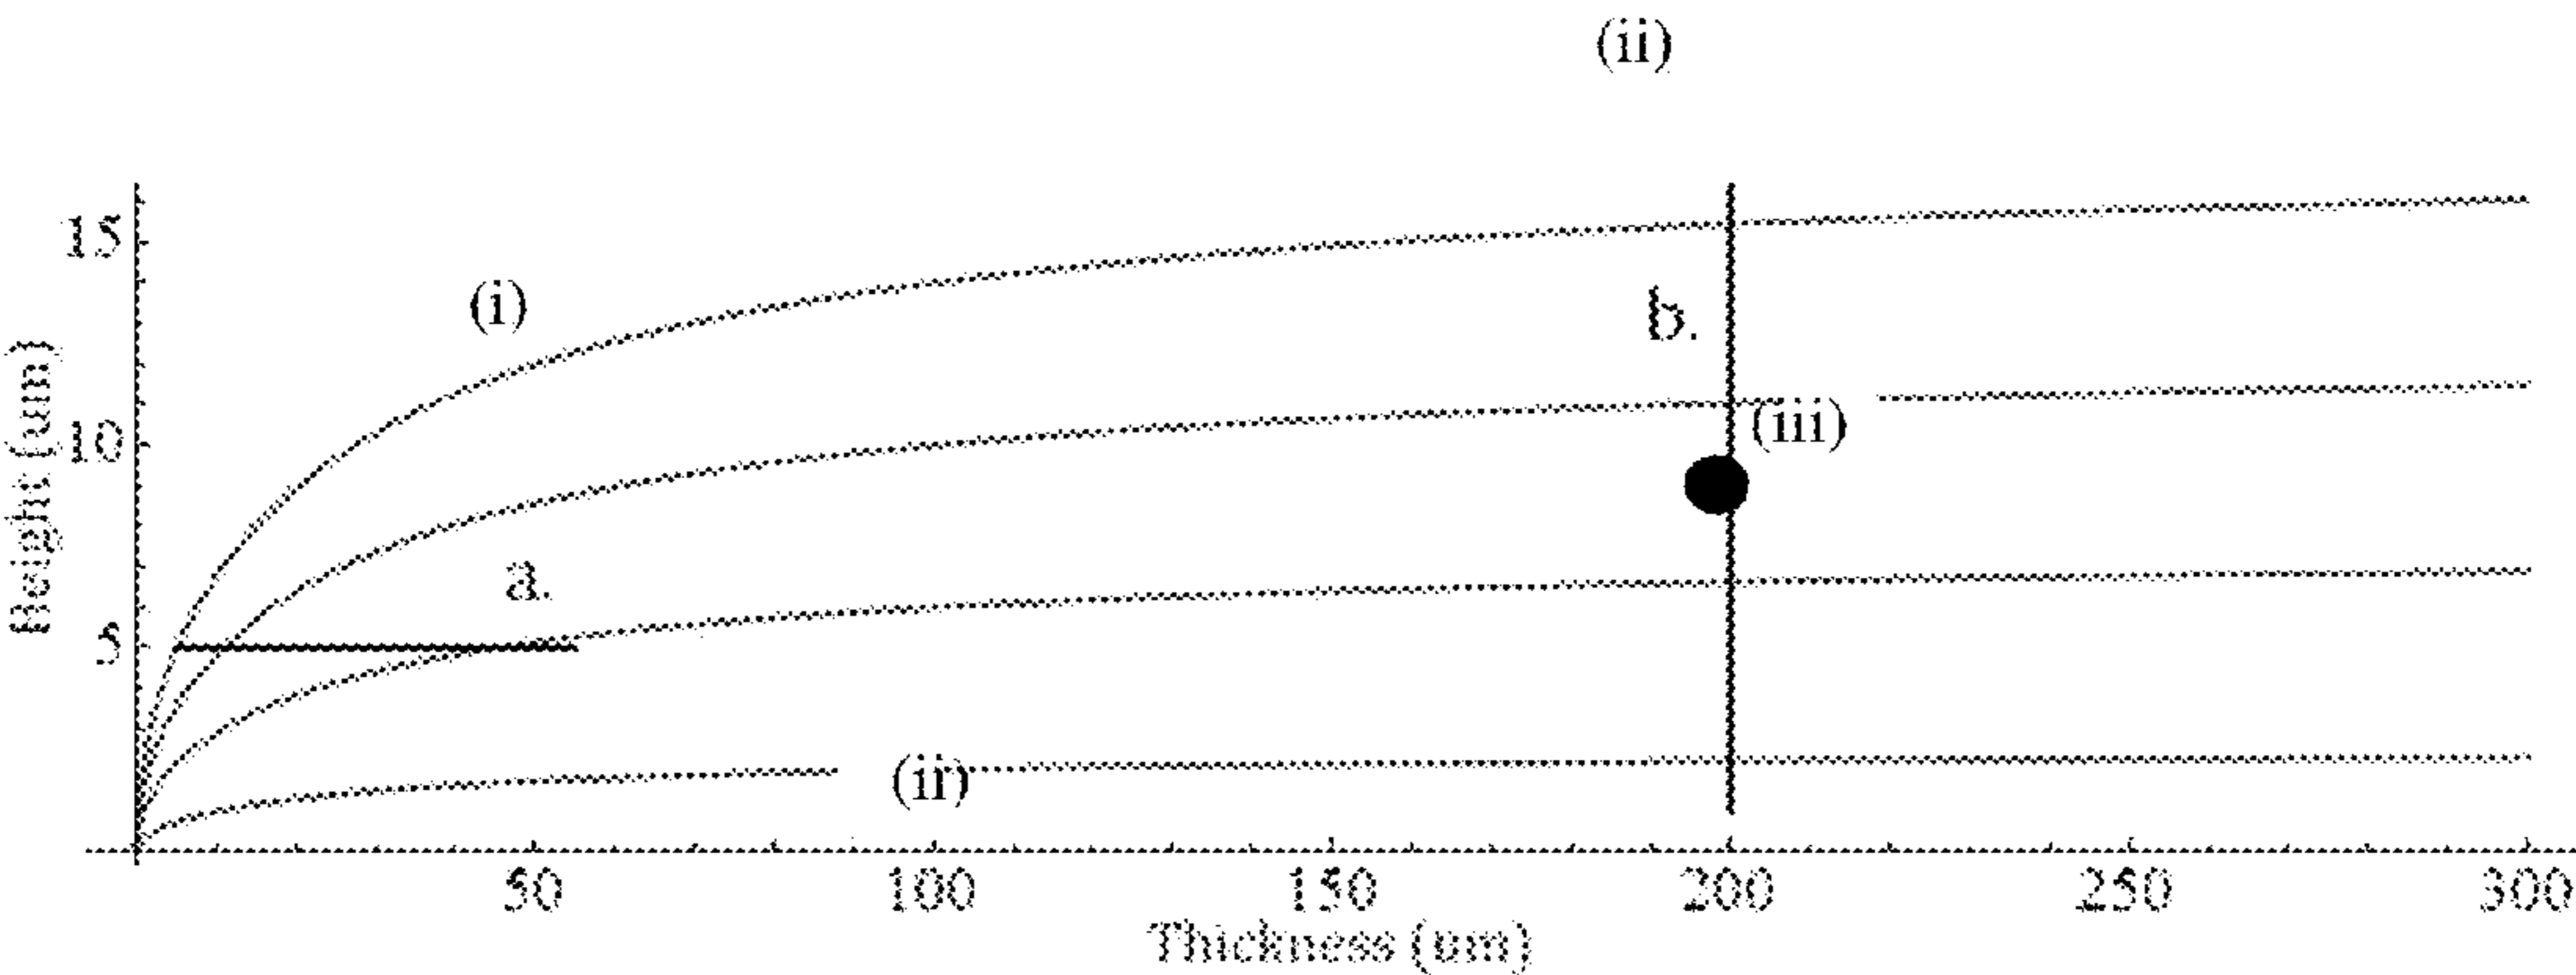 (ii)
15
(i)
b.
10
(iii)
a.
5
(ii)
Height (um)
50 100 150 200 250 300
Thickness (um)